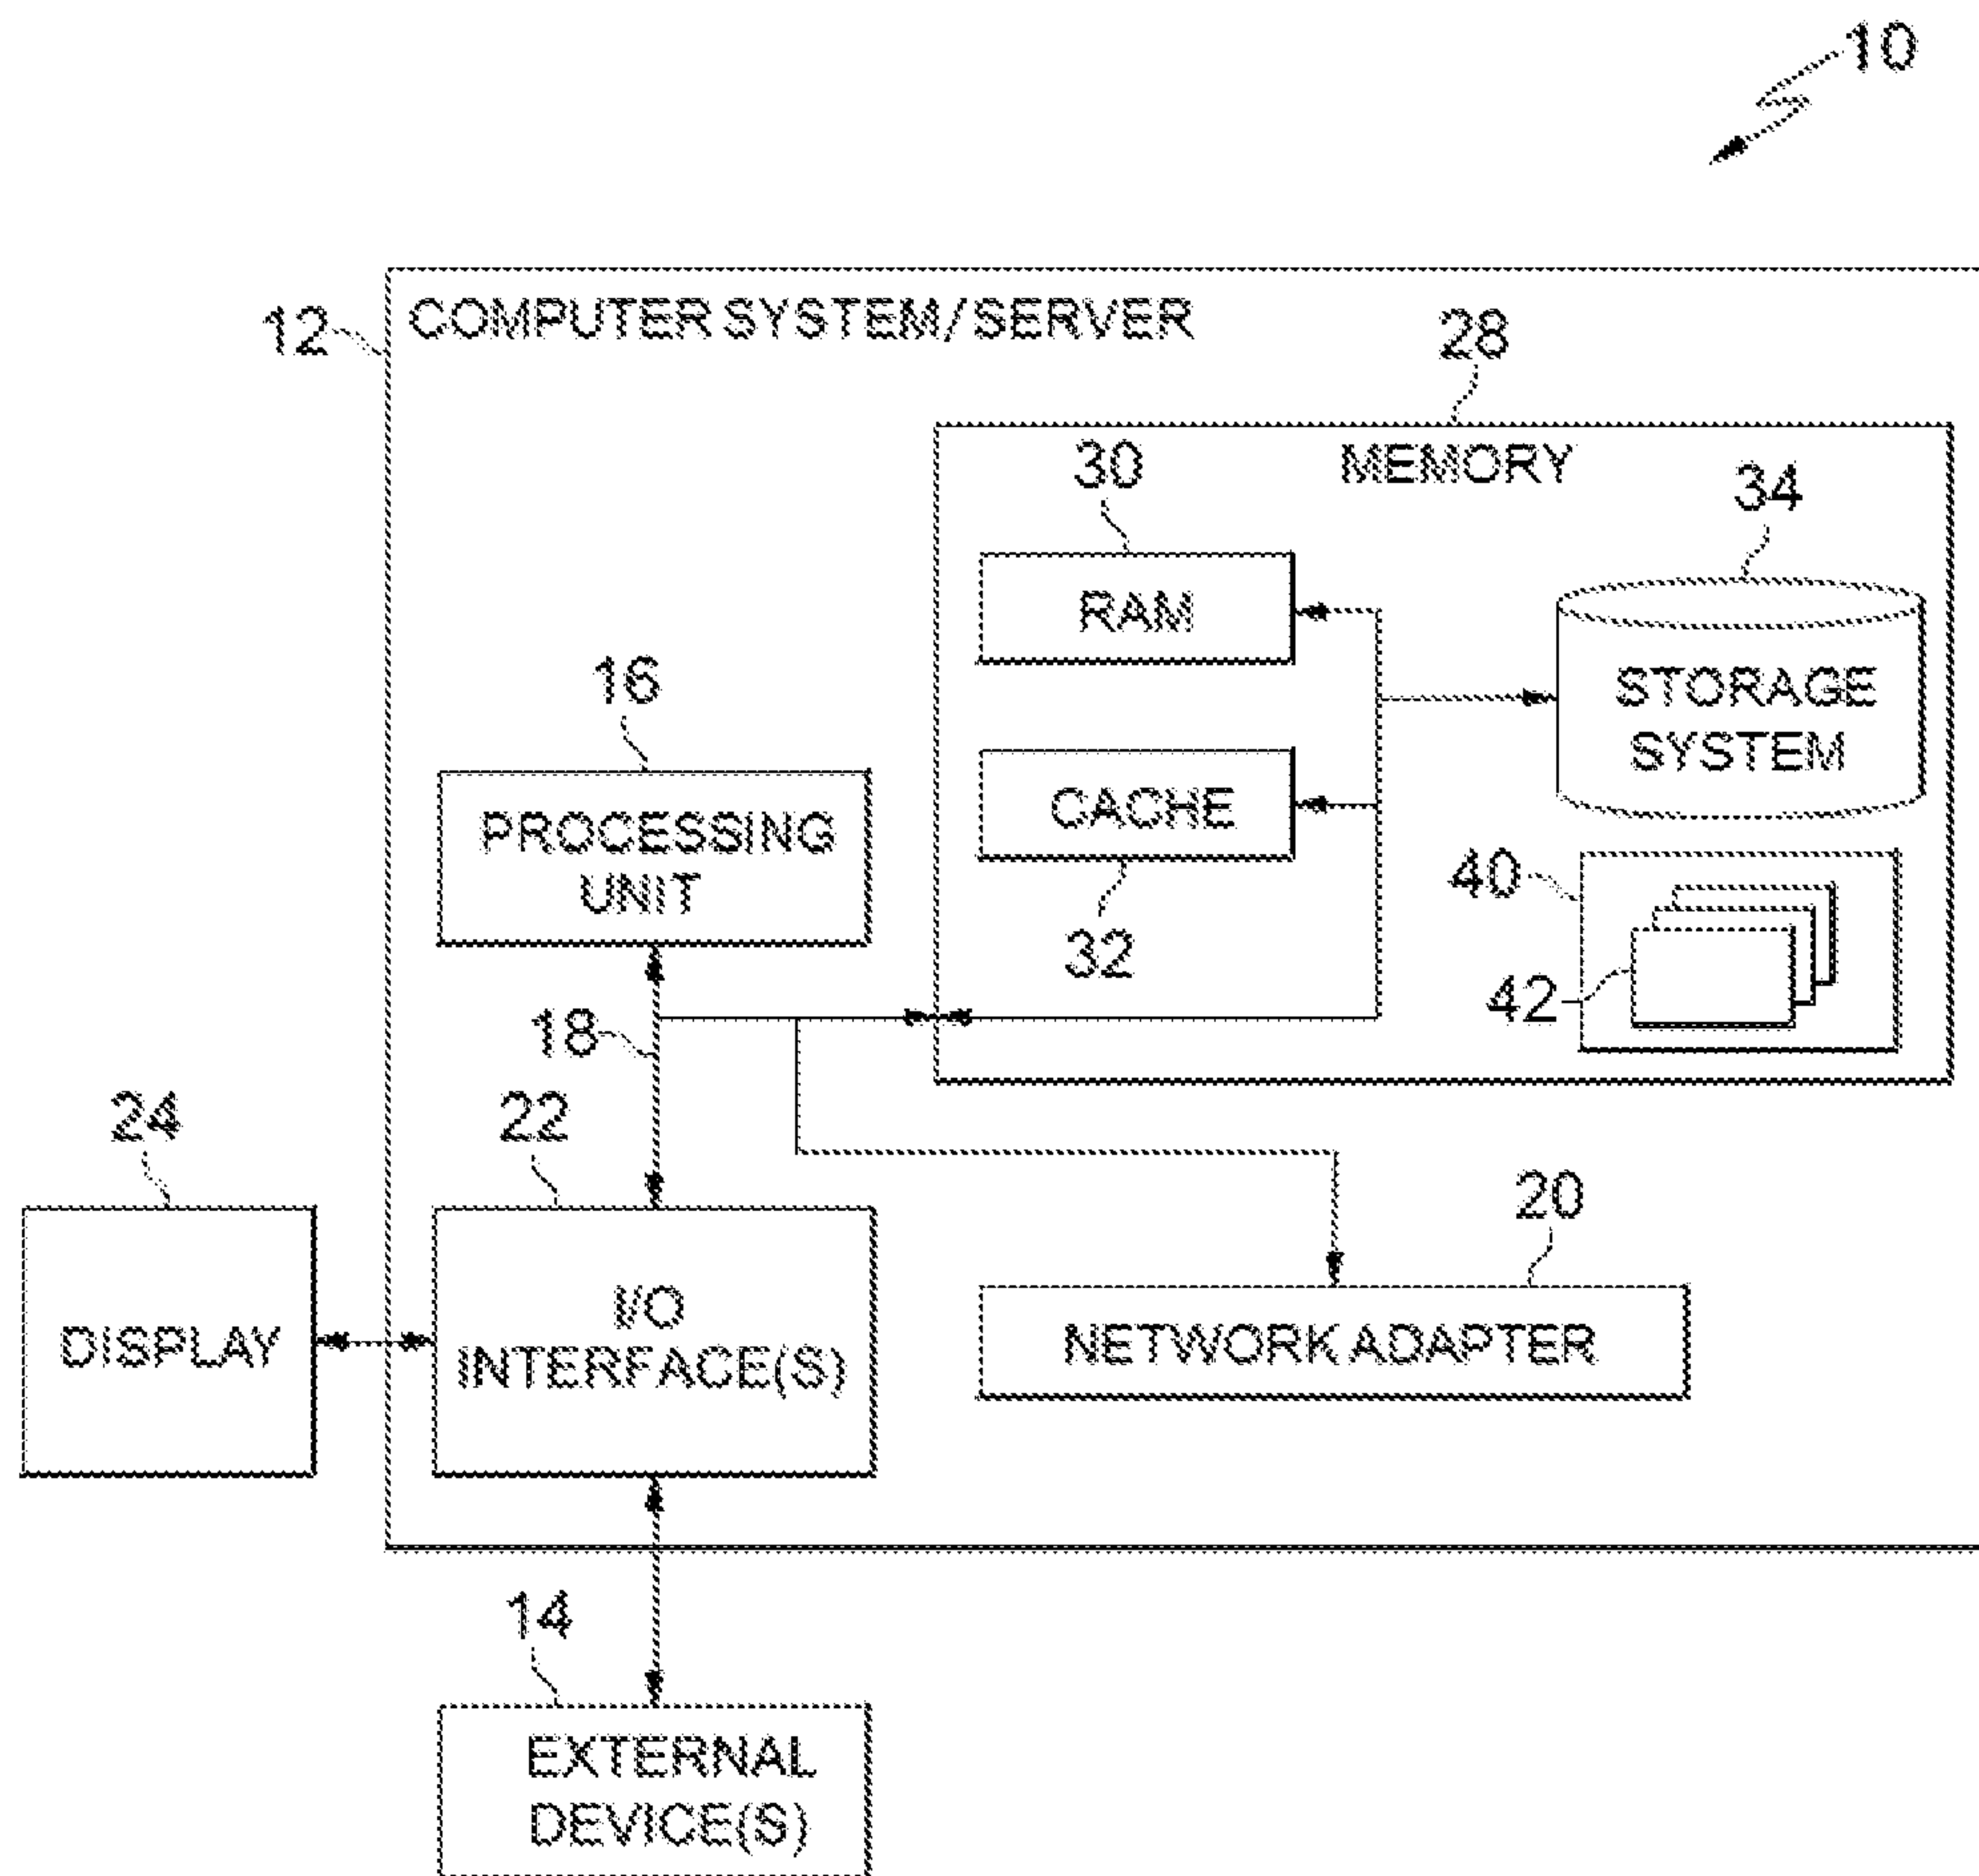 10
12
COMPUTER SYSTEM/SERVER
28
MEMORY
30
34
RAM
STORAGE
SYSTEM
16
PROCESSING
UNIT
CACHE
32
40
42
18
24
22
20
DISPLAY
I/O
INTERFACE(S)
NETWORK ADAPTER
14
EXTERNAL
DEVICE(S)